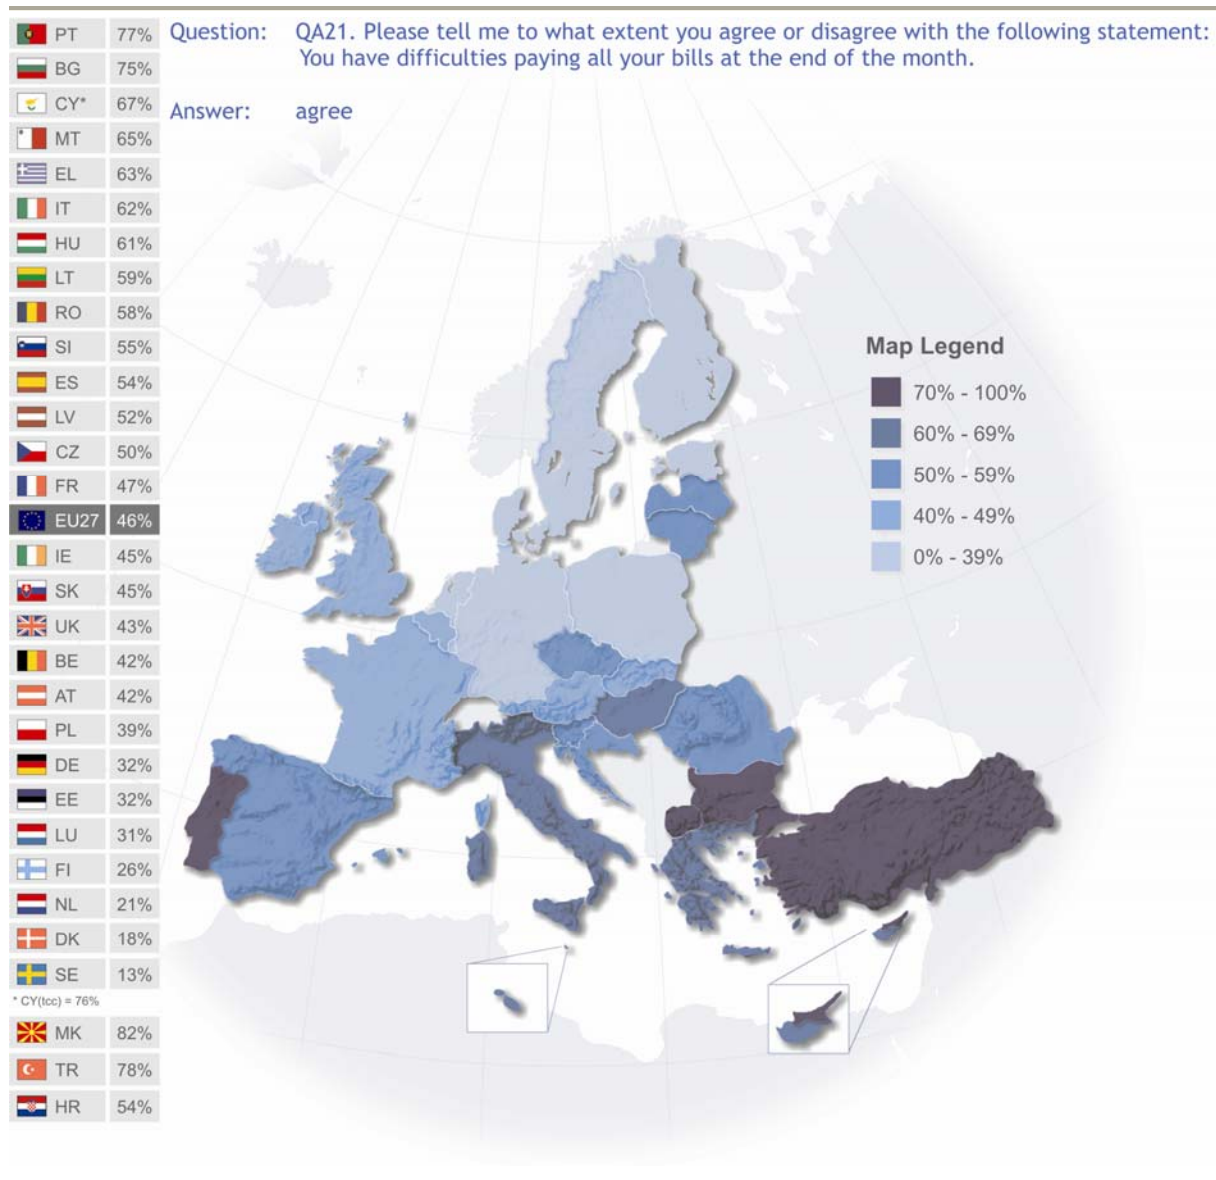 Question: QA21. Please tell me to what extent you agree or disagree with the following statement:
You have difficulties paying all your bills at the end of the month.
Answer: agree
PT 77%
BG 75%
CY* 67%
MT 65%
EL 63%
IT 62%
HU 61%
LT 59%
RO 58%
SI 55%
ES 54%
LV 52%
CZ 50%
FR 47%
EU27 46%
IE 45%
SK 45%
UK 43%
BE 42%
AT 42%
PL 39%
DE 32%
EE 32%
LU 31%
FI 26%
NL 21%
DK 18%
SE 13%
* CY(tcc) = 76%
MK 82%
TR 78%
HR 54%
Map Legend
70% - 100%
60% - 69%
50% - 59%
40% - 49%
0% - 39%